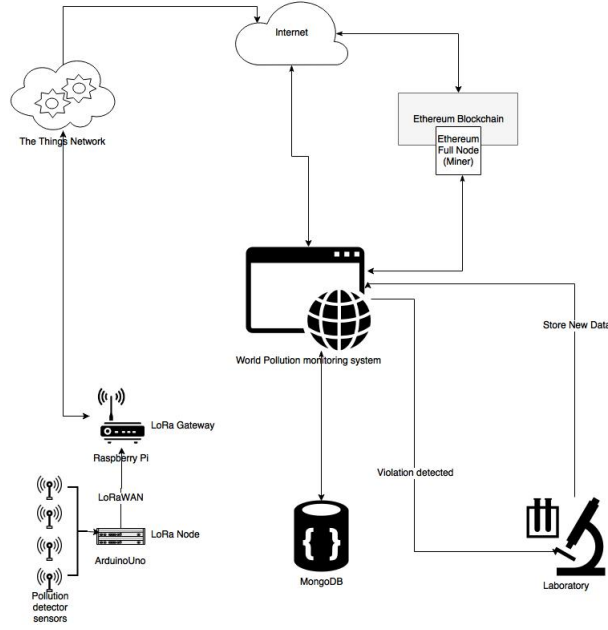 Internet
The Things Network
Ethereum Blockchain
Ethereum
Full Node
(Miner)
Store New Data
World Pollution monitoring system
LoRa Gateway
Raspberry Pi
Violation detected
LoRaWAN
LoRa Node
ArduinoUno
MongoDB
Laboratory
Pollution
detector
sensors